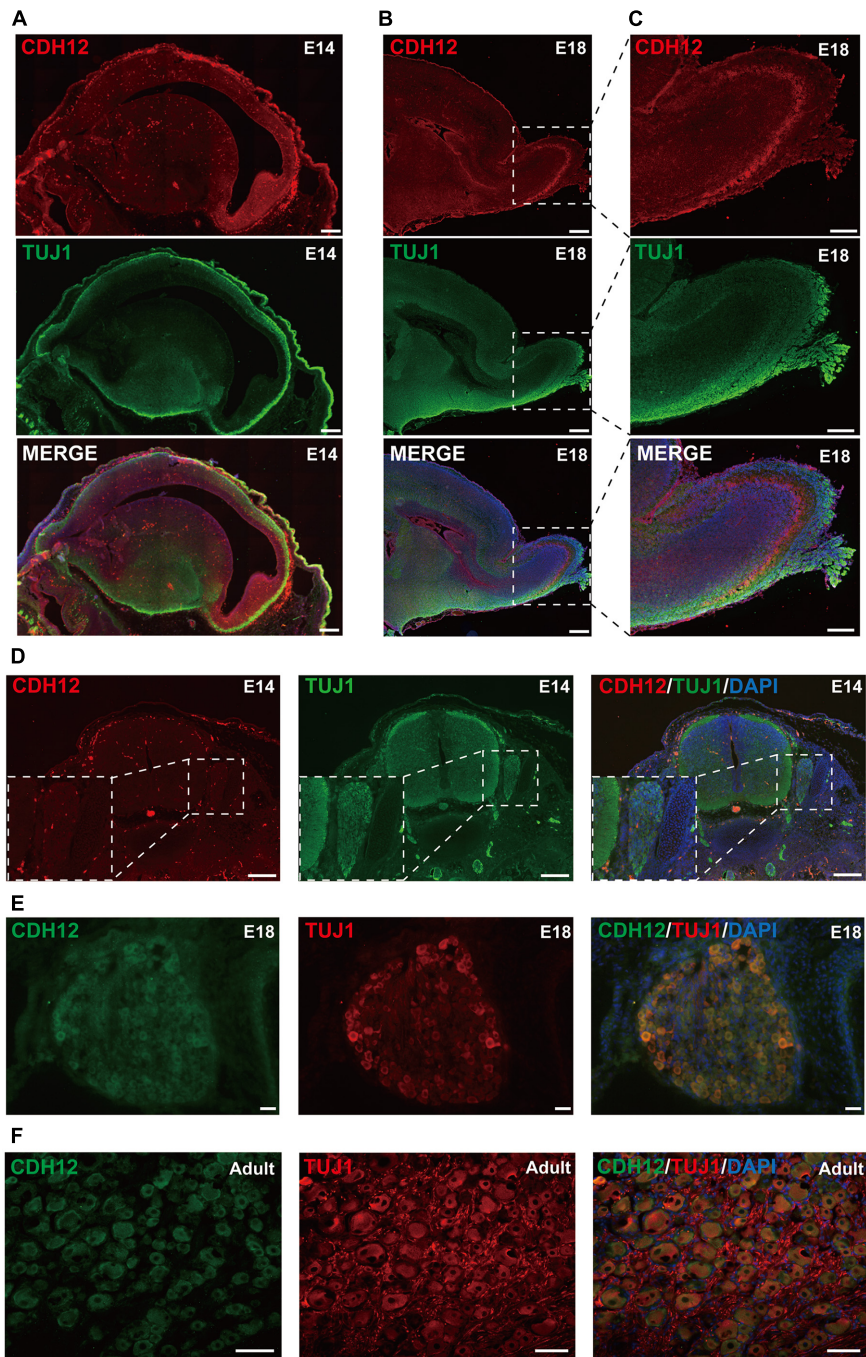 A B C
CDH12 E14 CDH12 E18 CDH12 E18
TUJ1 E14 TUJ1 E18 TUJ1 E18
MERGE E14 MERGE E18 MERGE E18
D
CDH12 E14 TUJ1 E14 CDH12/TUJ1/DAPI E14
E
CDH12 E18 TUJ1 E18 CDH12/TUJ1/DAPI E18
F
CDH12 Adult TUJ1 Adult CDH12/TUJ1/DAPI Adult